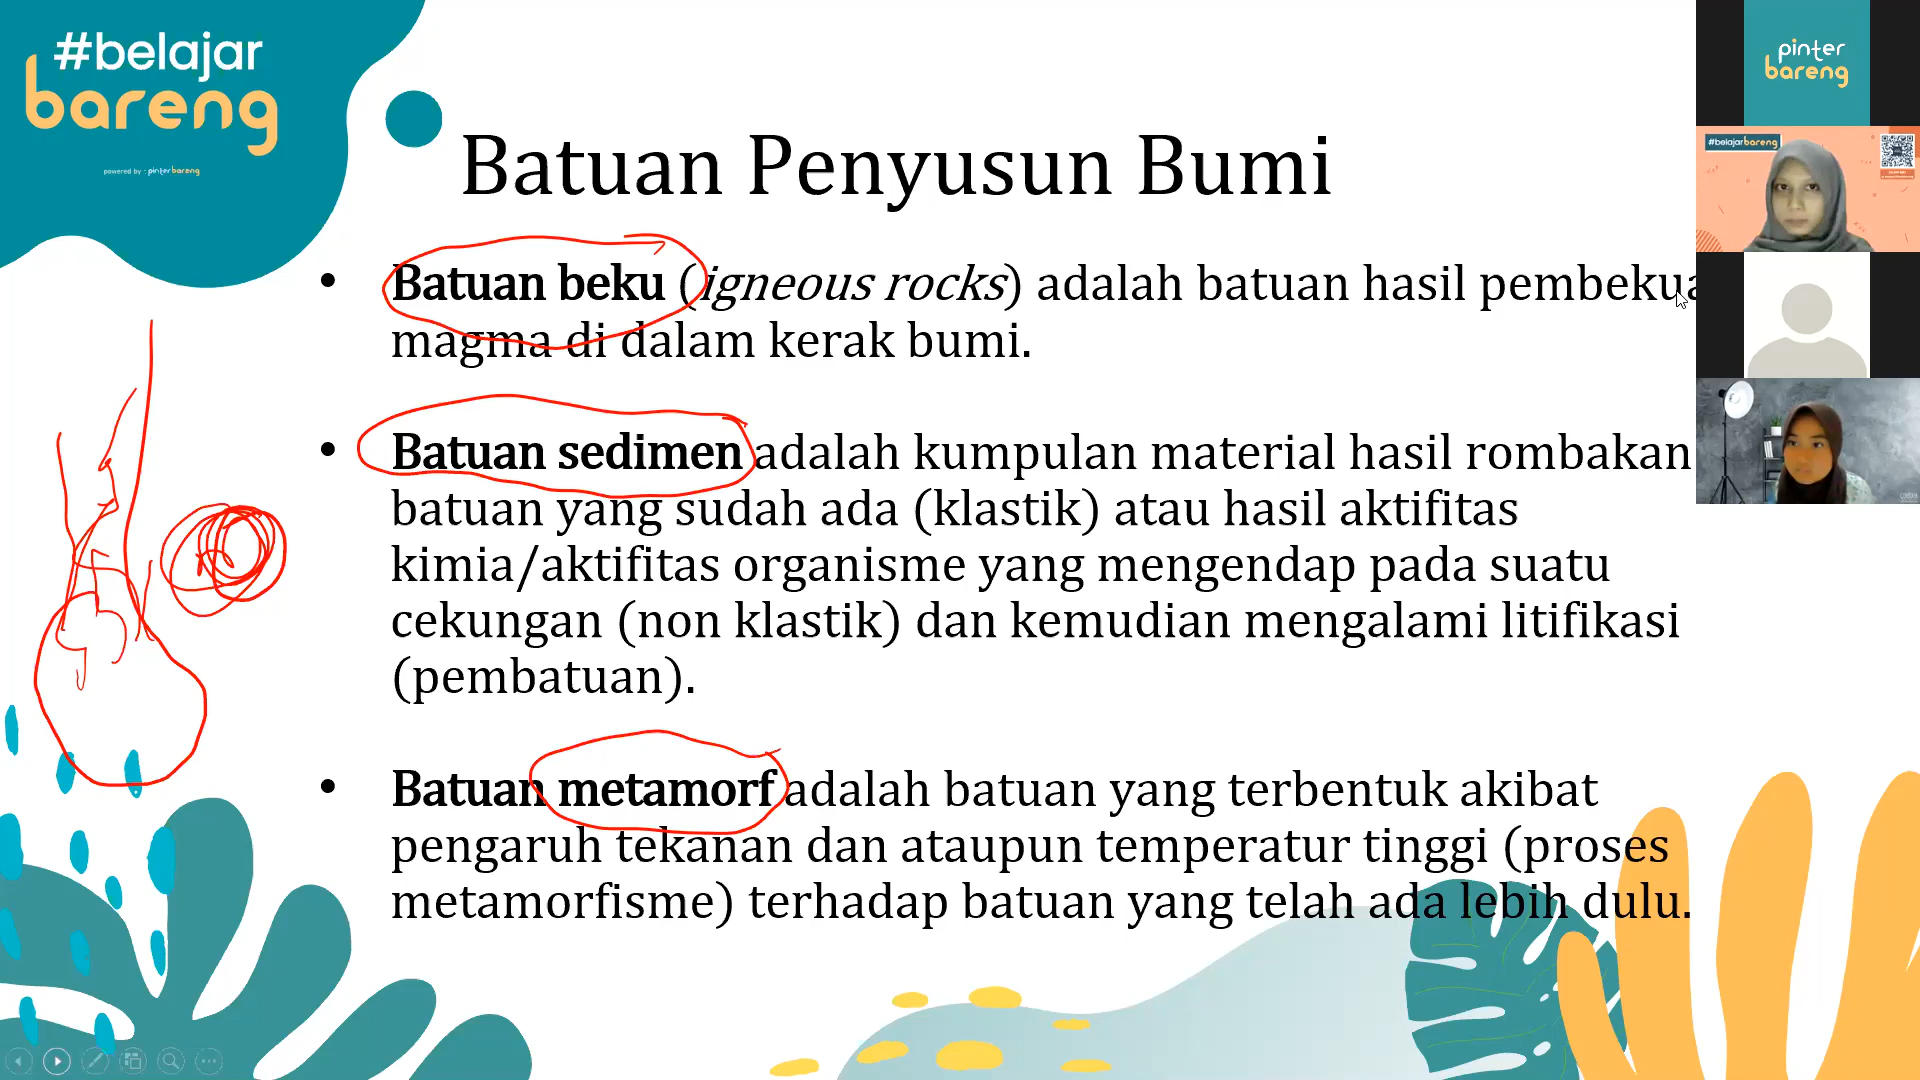 #belajar
bareng
powered by : pinterbareng
Batuan Penyusun Bumi
• Batuan beku (igneous rocks) adalah batuan hasil pembekua
magma di dalam kerak bumi.
• Batuan sedimen adalah kumpulan material hasil rombakan
batuan yang sudah ada (klastik) atau hasil aktifitas
kimia/aktifitas organisme yang mengendap pada suatu
cekungan (non klastik) dan kemudian mengalami litifikasi
(pembatuan).
• Batuan metamorf adalah batuan yang terbentuk akibat
pengaruh tekanan dan ataupun temperatur tinggi (proses
metamorfisme) terhadap batuan yang telah ada lebih dulu.
pinter
bareng
#belajarbareng